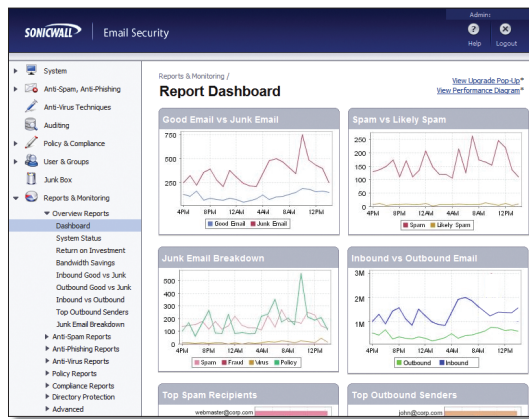 Admin:
SONICWALL Email Security
Help Logout
System
Anti-Spam, Anti-Phishing
Anti-Virus Techniques
Auditing
Policy & Compliance
User & Groups
Junk Box
Reports & Monitoring
Overview Reports
Dashboard
System Status
Return on Investment
Bandwidth Savings
Inbound Good vs Junk
Outbound Good vs Junk
Inbound vs Outbound
Top Outbound Senders
Junk Email Breakdown
Anti-Spam Reports
Anti-Phishing Reports
Anti-Virus Reports
Policy Reports
Compliance Reports
Directory Protection
Advanced
Reports & Monitoring /
Report Dashboard
View Upgrade Pop-Up*
View Performance Diagram*
Good Email vs Junk Email
750
500
250
4PM 8PM 12AM 4AM 8AM 12PM
Good Email Junk Email
Spam vs Likely Spam
250
200
150
100
50
0
4PM 8PM 12AM 4AM 8AM 12PM
Spam Likely Spam
Junk Email Breakdown
500
400
300
200
100
0
4PM 8PM 12AM 4AM 8AM 12PM
Spam Fraud Virus Policy
Inbound vs Outbound Email
3M
2M
1M
4PM 8PM 12AM 4AM 8AM 12PM
Outbound Inbound
Top Spam Recipients
webmaster@corp.com
Top Outbound Senders
john@corp.com